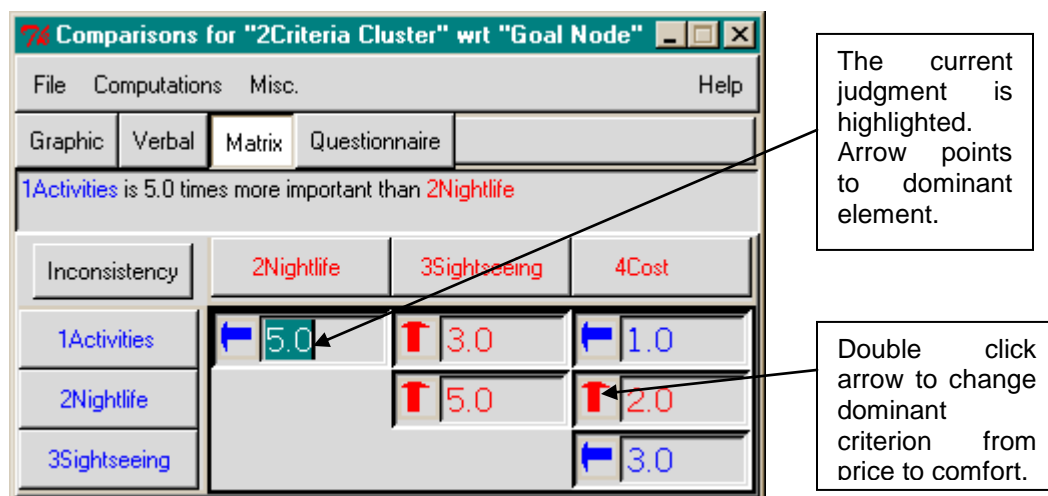 Comparisons for "2Criteria Cluster" wrt "Goal Node"
File Computations Misc. Help
Graphic Verbal Matrix Questionnaire
1Activities is 5.0 times more important than 2Nightlife
Inconsistency 2Nightlife 3Sightseeing 4Cost
1Activities 5.0 3.0 1.0
2Nightlife 5.0 2.0
3Sightseeing 3.0
The current
judgment is
highlighted.
Arrow points
to dominant
element.
Double click
arrow to change
dominant
criterion from
price to comfort.